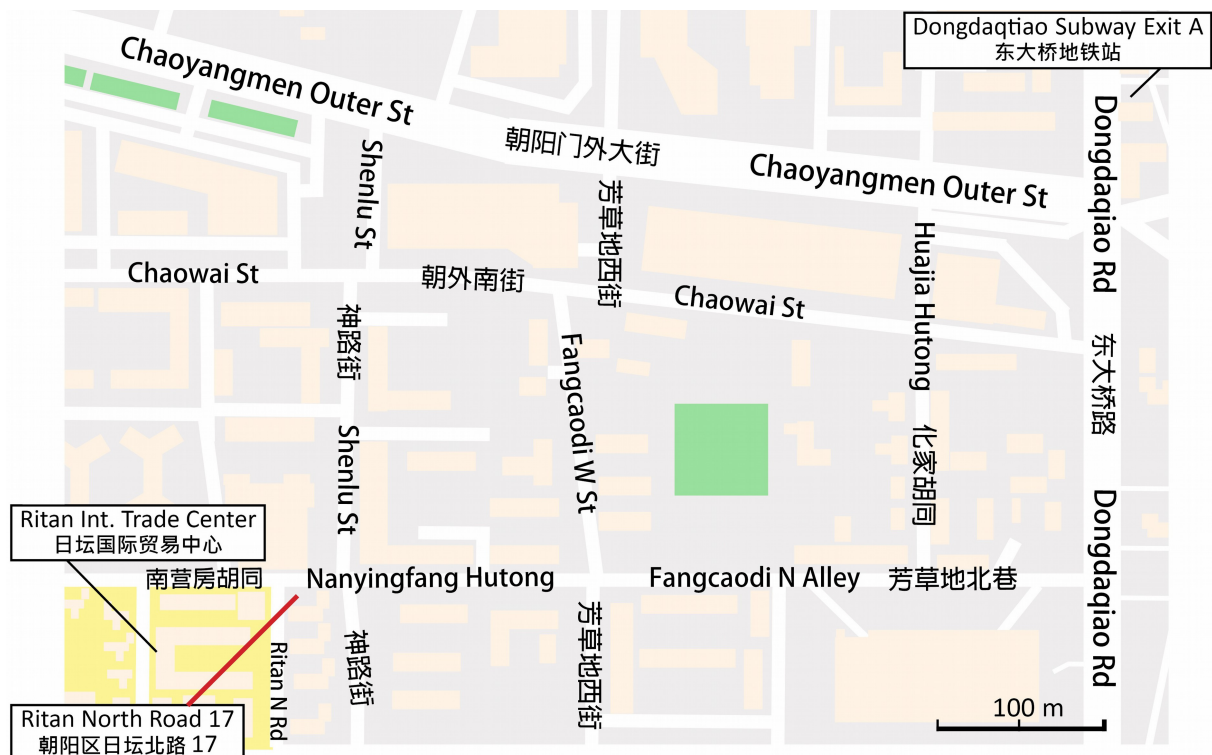 Dongdaqtiao Subway Exit A
东大桥地铁站
Chaoyangmen Outer St
朝阳门外大街
Chaoyangmen Outer St
Dongdaqiao Rd
Shenlu St
芳草地西街
Huajia Hutong
Chaowai St
朝外南街
Chaowai St
神路街
Fangcaodi W St
东大桥路
Shenlu St
化家胡同
Dongdaqiao Rd
Ritan Int. Trade Center
日坛国际贸易中心
南营房胡同
Nanyingfang Hutong
Fangcaodi N Alley
芳草地北巷
芳草地西街
神路街
Ritan N Rd
100 m
Ritan North Road 17
朝阳区日坛北路 17